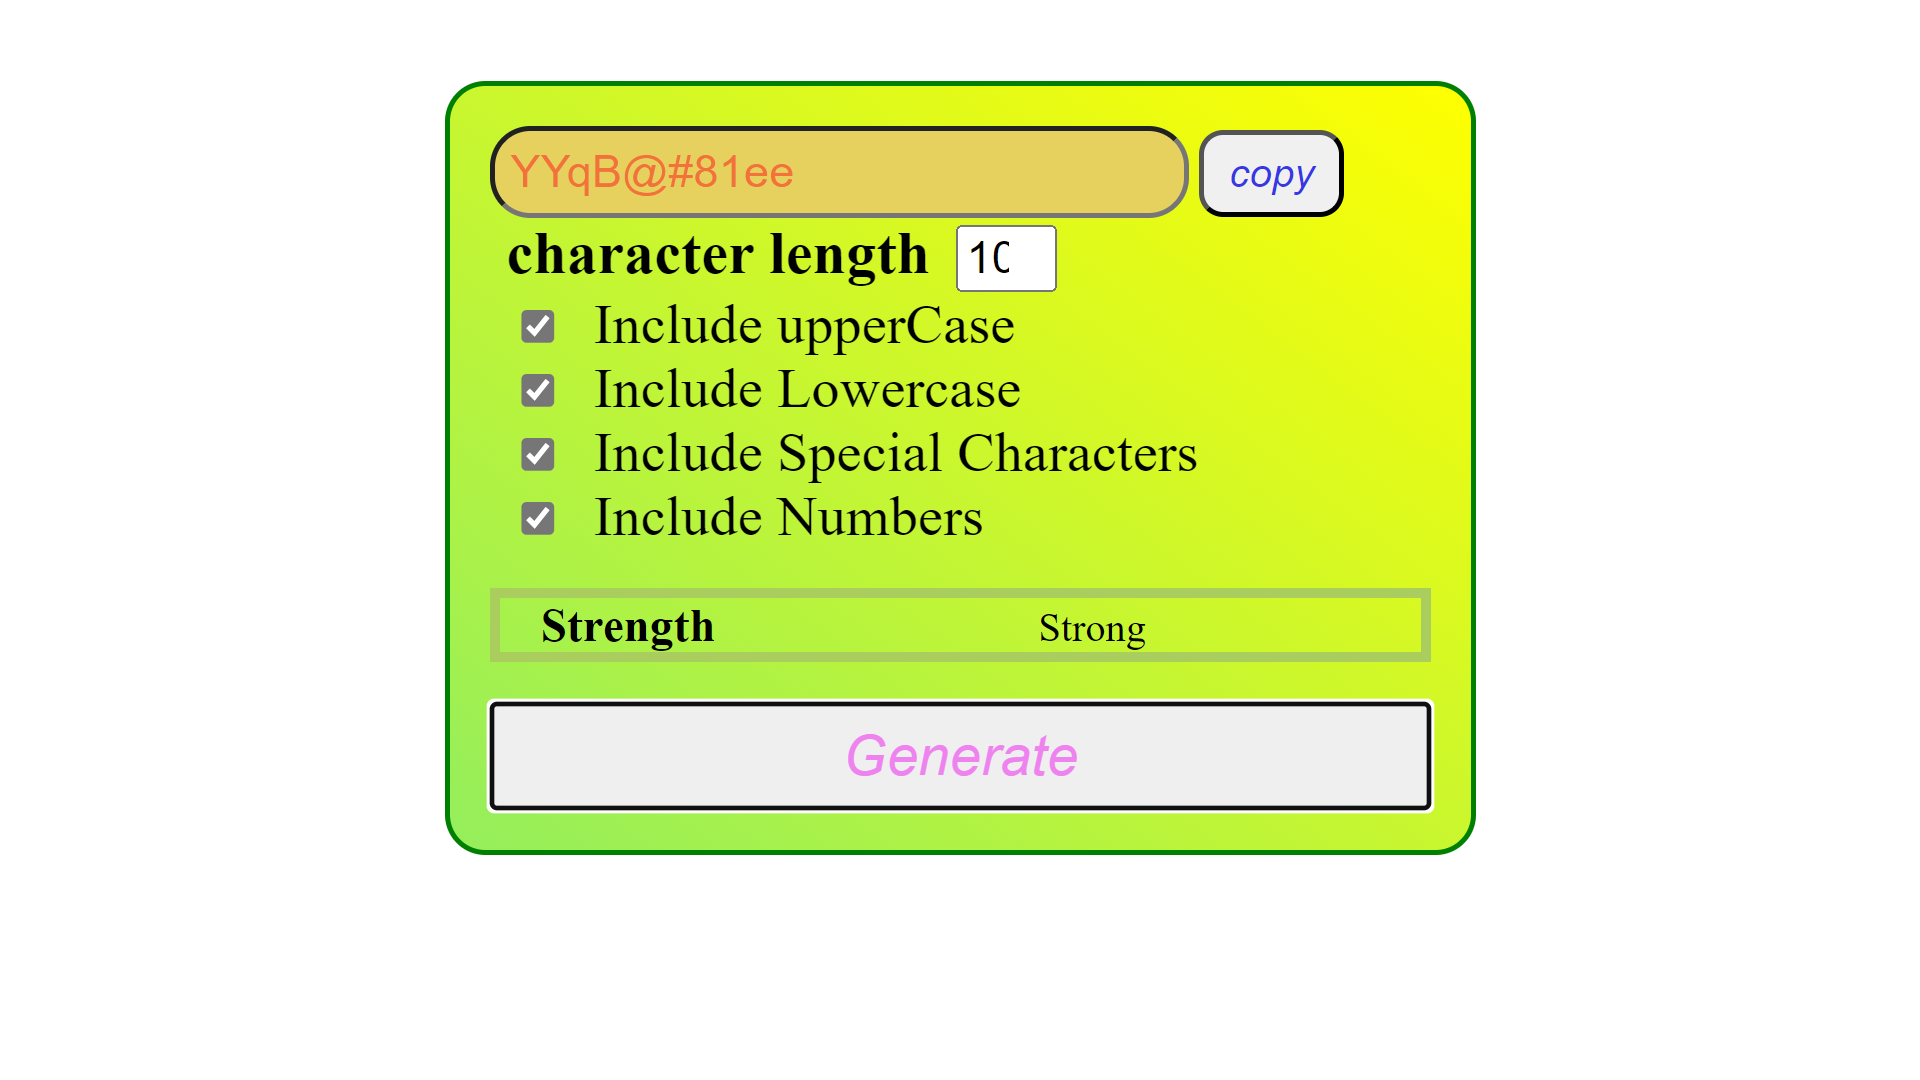 YYqB@#81ee copy
character length 10
Include upperCase
Include Lowercase
Include Special Characters
Include Numbers
Strength Strong
Generate